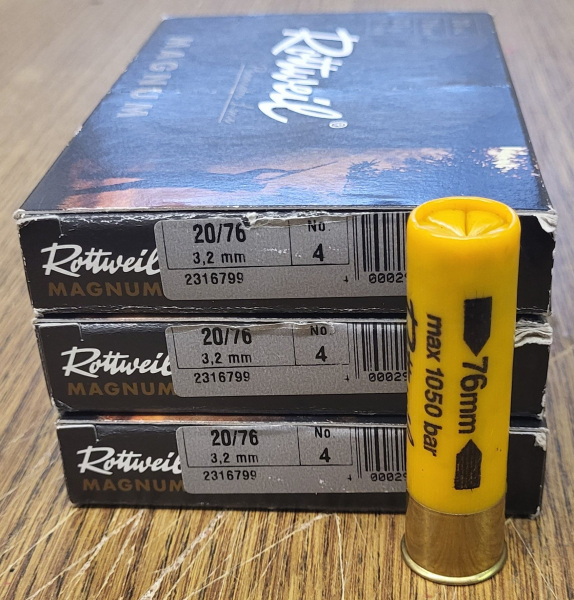 Rottweil®
MAGNUM
Rottweil
MAGNUM
20/76
3,2 mm
2316799
No
4
Rottweil
MAGNUM
20/76
3,2 mm
2316799
No
4
Rottweil
MAGNUM
20/76
3,2 mm
2316799
No
4
76mm
max 1050 bar